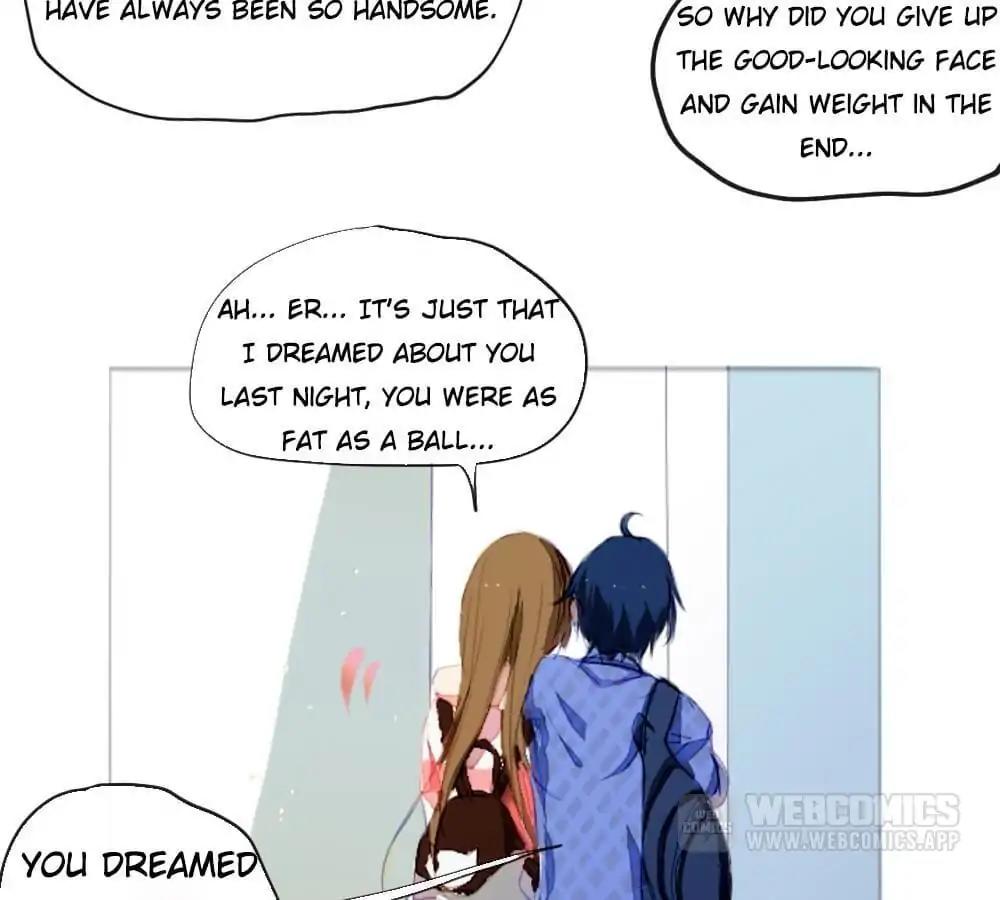 HAVE ALWAYS BEEN SO HANDSOME.
SO WHY DID YOU GIVE UP
THE GOOD-LOOKING FACE
AND GAIN WEIGHT IN THE
END...
AH... ER... IT'S JUST THAT
I DREAMED ABOUT YOU
LAST NIGHT, YOU WERE AS
FAT AS A BALL...
YOU DREAMED
WEB
COMICS
WEBCOMICS
WWW.WEBCOMICS.APP